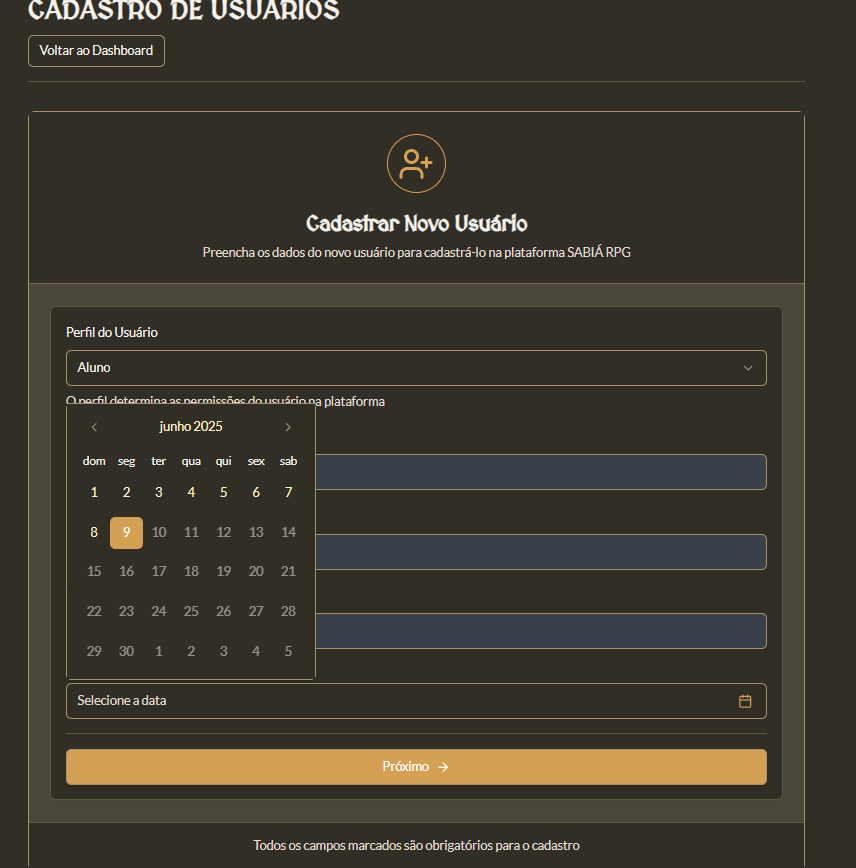 CADASTRO DE USUÁRIOS
Voltar ao Dashboard
Cadastrar Novo Usuário
Preencha os dados do novo usuário para cadastrá-lo na plataforma SABIÁ RPG
Perfil do Usuário
Aluno
O perfil determina as permissões do usuário na plataforma
junho 2025
dom seg ter qua qui sex sab
1 2 3 4 5 6 7
8 9 10 11 12 13 14
15 16 17 18 19 20 21
22 23 24 25 26 27 28
29 30 1 2 3 4 5
Selecione a data
Próximo →
Todos os campos marcados são obrigatórios para o cadastro